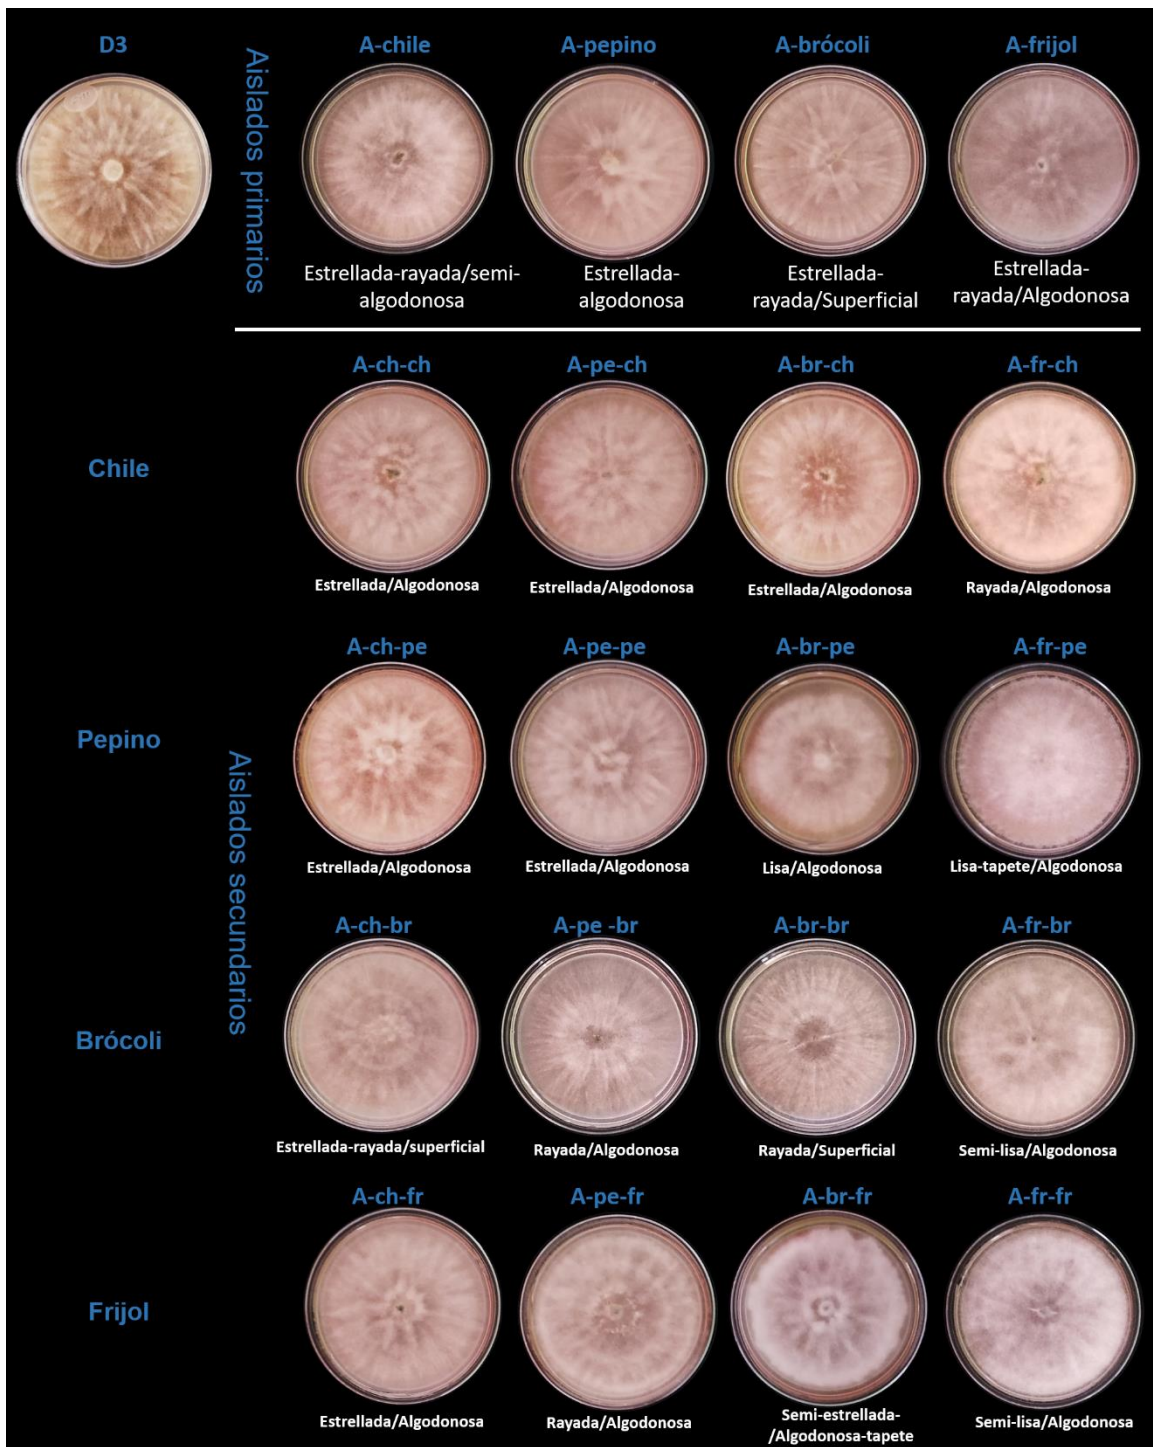 D3
Aislados primarios
A-chile
A-pepino
A-brócoli
A-frijol
Estrellada-rayada/semi-
algodonosa
Estrellada-
algodonosa
Estrellada-
rayada/Superficial
Estrellada-
rayada/Algodonosa
Aislados secundarios
Chile
A-ch-ch
A-pe-ch
A-br-ch
A-fr-ch
Estrellada/Algodonosa
Estrellada/Algodonosa
Estrellada/Algodonosa
Rayada/Algodonosa
Pepino
A-ch-pe
A-pe-pe
A-br-pe
A-fr-pe
Estrellada/Algodonosa
Estrellada/Algodonosa
Lisa/Algodonosa
Lisa-tapete/Algodonosa
Brócoli
A-ch-br
A-pe -br
A-br-br
A-fr-br
Estrellada-rayada/superficial
Rayada/Algodonosa
Rayada/Superficial
Semi-lisa/Algodonosa
Frijol
A-ch-fr
A-pe-fr
A-br-fr
A-fr-fr
Estrellada/Algodonosa
Rayada/Algodonosa
Semi-estrellada-
/Algodonosa-tapete
Semi-lisa/Algodonosa